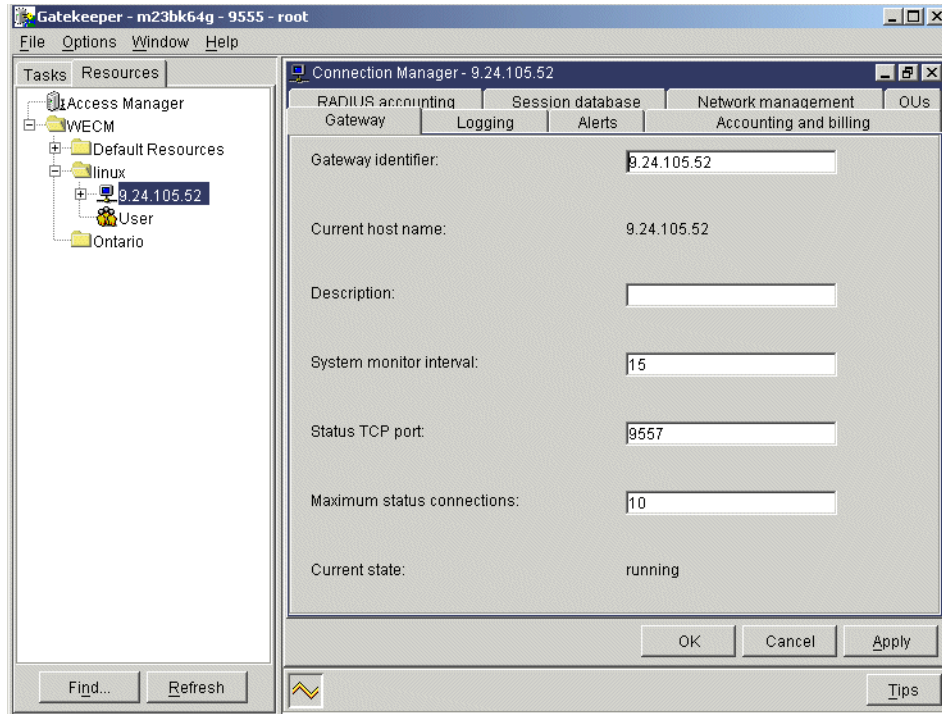 Gatekeeper - m23bk64g - 9555 - root
File Options Window Help
Tasks Resources
Access Manager
WECM
Default Resources
linux
9.24.105.52
User
Ontario
Find... Refresh
Connection Manager - 9.24.105.52
RADIUS accounting Session database Network management OUs
Gateway Logging Alerts Accounting and billing
Gateway identifier: 9.24.105.52
Current host name: 9.24.105.52
Description:
System monitor interval: 15
Status TCP port: 9557
Maximum status connections: 10
Current state: running
OK Cancel Apply
Tips